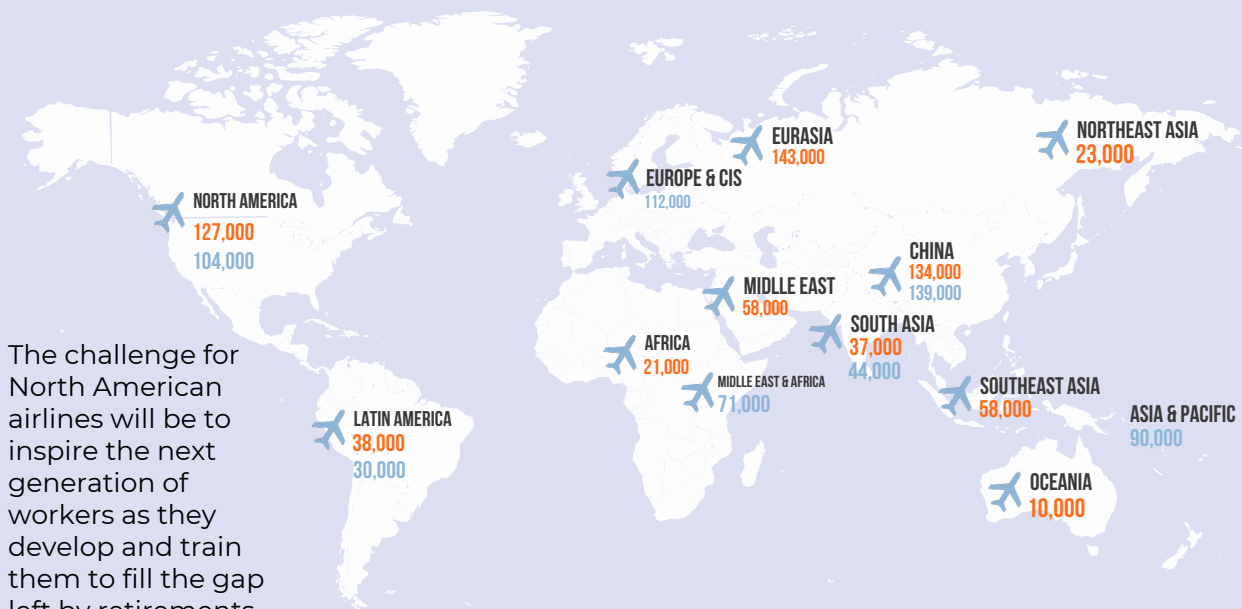 EURASIA
143,000
NORTHEAST ASIA
23,000
EUROPE & CIS
112,000
NORTH AMERICA
127,000
104,000
CHINA
134,000
139,000
MIDLLE EAST
58,000
SOUTH ASIA
37,000
44,000
AFRICA
21,000
MIDLLE EAST & AFRICA
71,000
SOUTHEAST ASIA
58,000
ASIA & PACIFIC
90,000
LATIN AMERICA
38,000
30,000
OCEANIA
10,000
The challenge for
North American
airlines will be to
inspire the next
generation of
workers as they
develop and train
them to fill the gap
left by retirements